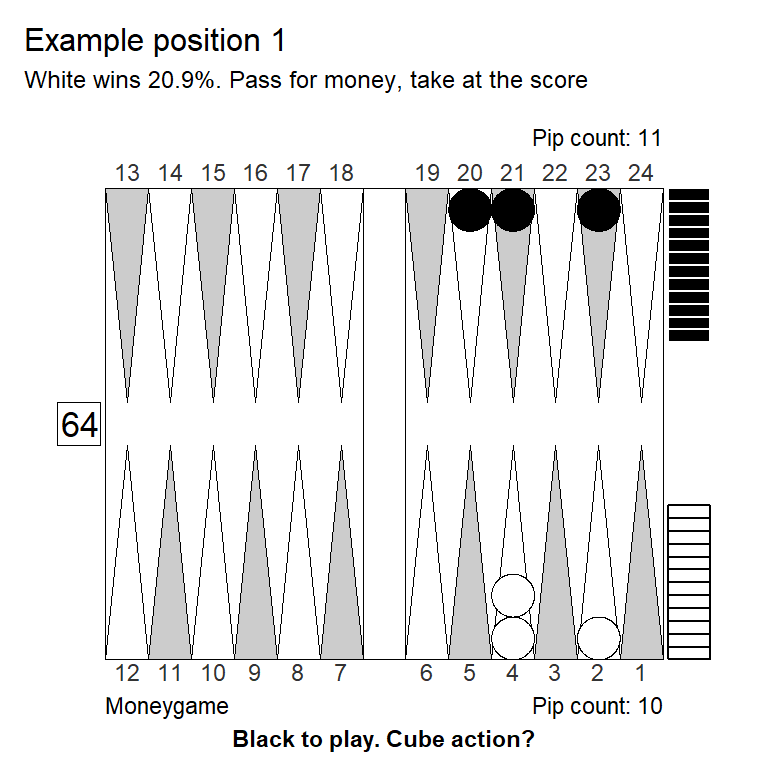 Example position 1
White wins 20.9%. Pass for money, take at the score
Pip count: 11
13 14 15 16 17 18 19 20 21 22 23 24
64
12 11 10 9 8 7 6 5 4 3 2 1
Moneygame Pip count: 10
Black to play. Cube action?